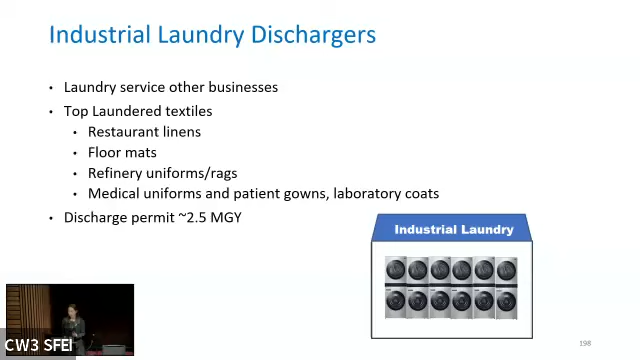 Industrial Laundry Dischargers
• Laundry service other businesses
• Top Laundered textiles
• Restaurant linens
• Floor mats
• Refinery uniforms/rags
• Medical uniforms and patient gowns, laboratory coats
• Discharge permit ~2.5 MGY
Industrial Laundry
CW3 SFEI
198